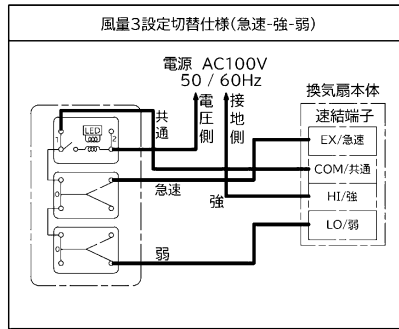 風量3設定切替仕様(急速-強-弱)
電源 AC100V
50 / 60Hz
換気扇本体
速結端子
共通
電圧側
接地側
LED
1
2
EX/急速
COM/共通
0
急速
強
HI/強
0
弱
LO/弱